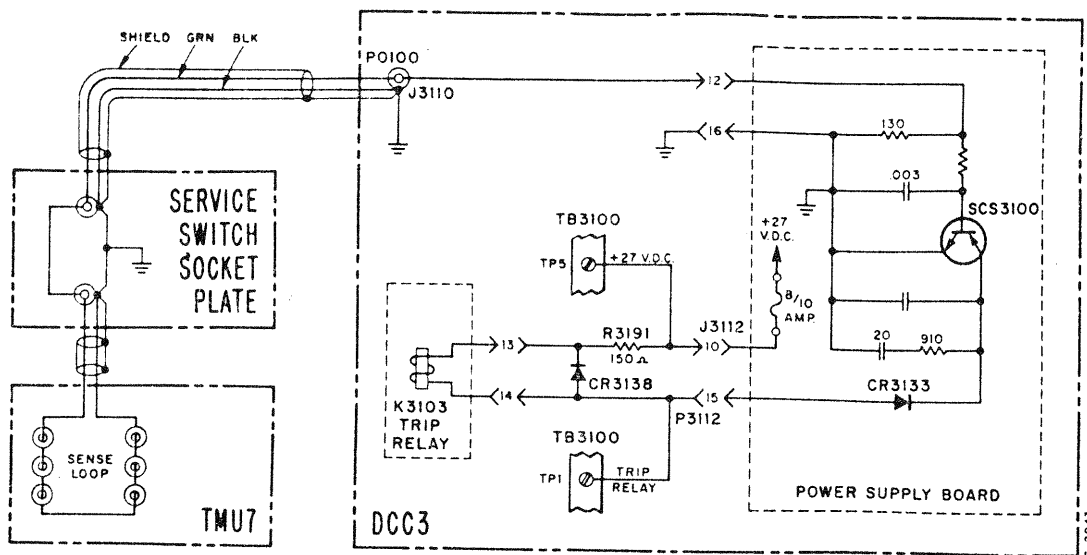 SHIELD GRN BLK
PO100
J3110
12
16
130
.003
SCS3100
+27
V.D.C.
8/10
AMP.
20 910
CR3133
POWER SUPPLY BOARD
SERVICE
SWITCH
SOCKET
PLATE
TB3100
TP5
+27 V.D.C.
13
R3191
150Ω
J3112
10
CR3138
14
15
P3112
K3103
TRIP
RELAY
TB3100
TP1
TRIP
RELAY
SENSE
LOOP
TMU7
DCC3